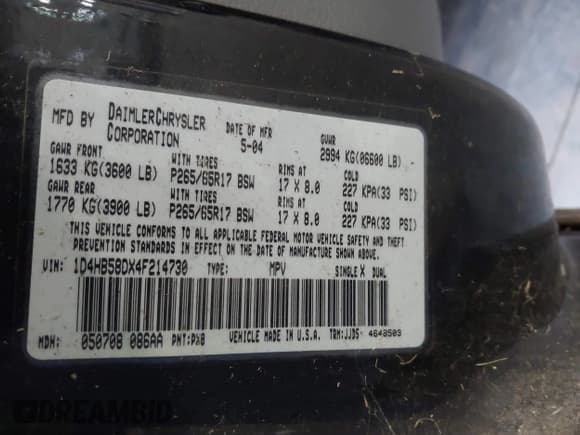 MFD BY DAIMLERCHRYSLER CORPORATION DATE OF MFR 5-04 GVWR 2994 KG(06600 LB)
GAWR FRONT WITH TIRES RIMS AT COLD
1633 KG(3600 LB) P265/65R17 BSW 17 X 8.0 227 KPA(33 PSI)
GAWR REAR WITH TIRES RIMS AT COLD
1770 KG(3900 LB) P265/65R17 BSW 17 X 8.0 227 KPA(33 PSI)
THIS VEHICLE CONFORMS TO ALL APPLICABLE FEDERAL MOTOR VEHICLE SAFETY AND THEFT
PREVENTION STANDARDS IN EFFECT ON THE DATE OF MANUFACTURE SHOWN ABOVE.
VIN: 1D4HB58DX4F214730 TYPE: MPV SINGLE X DUAL
MDH: 050708 086AA PNT:PXB VEHICLE MADE IN U.S.A. TRM:JJD5 4648503
DREAMBID